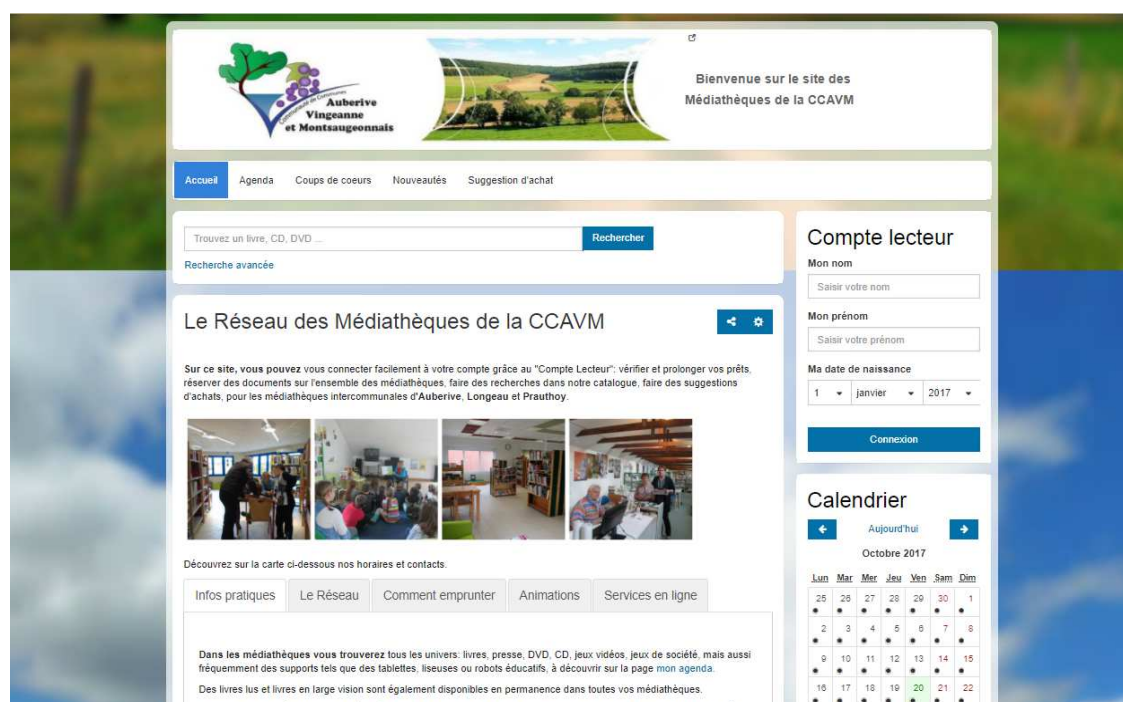 Communauté de Communes
Auberive
Vingeanne
et Montsaugeonnais
Bienvenue sur le site des
Médiathèques de la CCAVM
Accueil Agenda Coups de coeurs Nouveautés Suggestion d'achat
Trouvez un livre, CD, DVD ... Rechercher
Recherche avancée
Le Réseau des Médiathèques de la CCAVM
Sur ce site, vous pouvez vous connecter facilement à votre compte grâce au "Compte Lecteur": vérifier et prolonger vos prêts,
réserver des documents sur l'ensemble des médiathèques, faire des recherches dans notre catalogue, faire des suggestions
d'achats, pour les médiathèques intercommunales d'Auberive, Longeau et Prauthoy.
Découvrez sur la carte ci-dessous nos horaires et contacts.
Infos pratiques Le Réseau Comment emprunter Animations Services en ligne
Dans les médiathèques vous trouverez tous les univers: livres, presse, DVD, CD, jeux vidéos, jeux de société, mais aussi
fréquemment des supports tels que des tablettes, liseuses ou robots éducatifs, à découvrir sur la page mon agenda.
Des livres lus et livres en large vision sont également disponibles en permanence dans toutes vos médiathèques.
Compte lecteur
Mon nom
Saisir votre nom
Mon prénom
Saisir votre prénom
Ma date de naissance
1 janvier 2017
Connexion
Calendrier
Aujourd'hui
Octobre 2017
Lun Mar Mer Jeu Ven Sam Dim
25 26 27 28 29 30 1
2 3 4 5 6 7 8
9 10 11 12 13 14 15
16 17 18 19 20 21 22